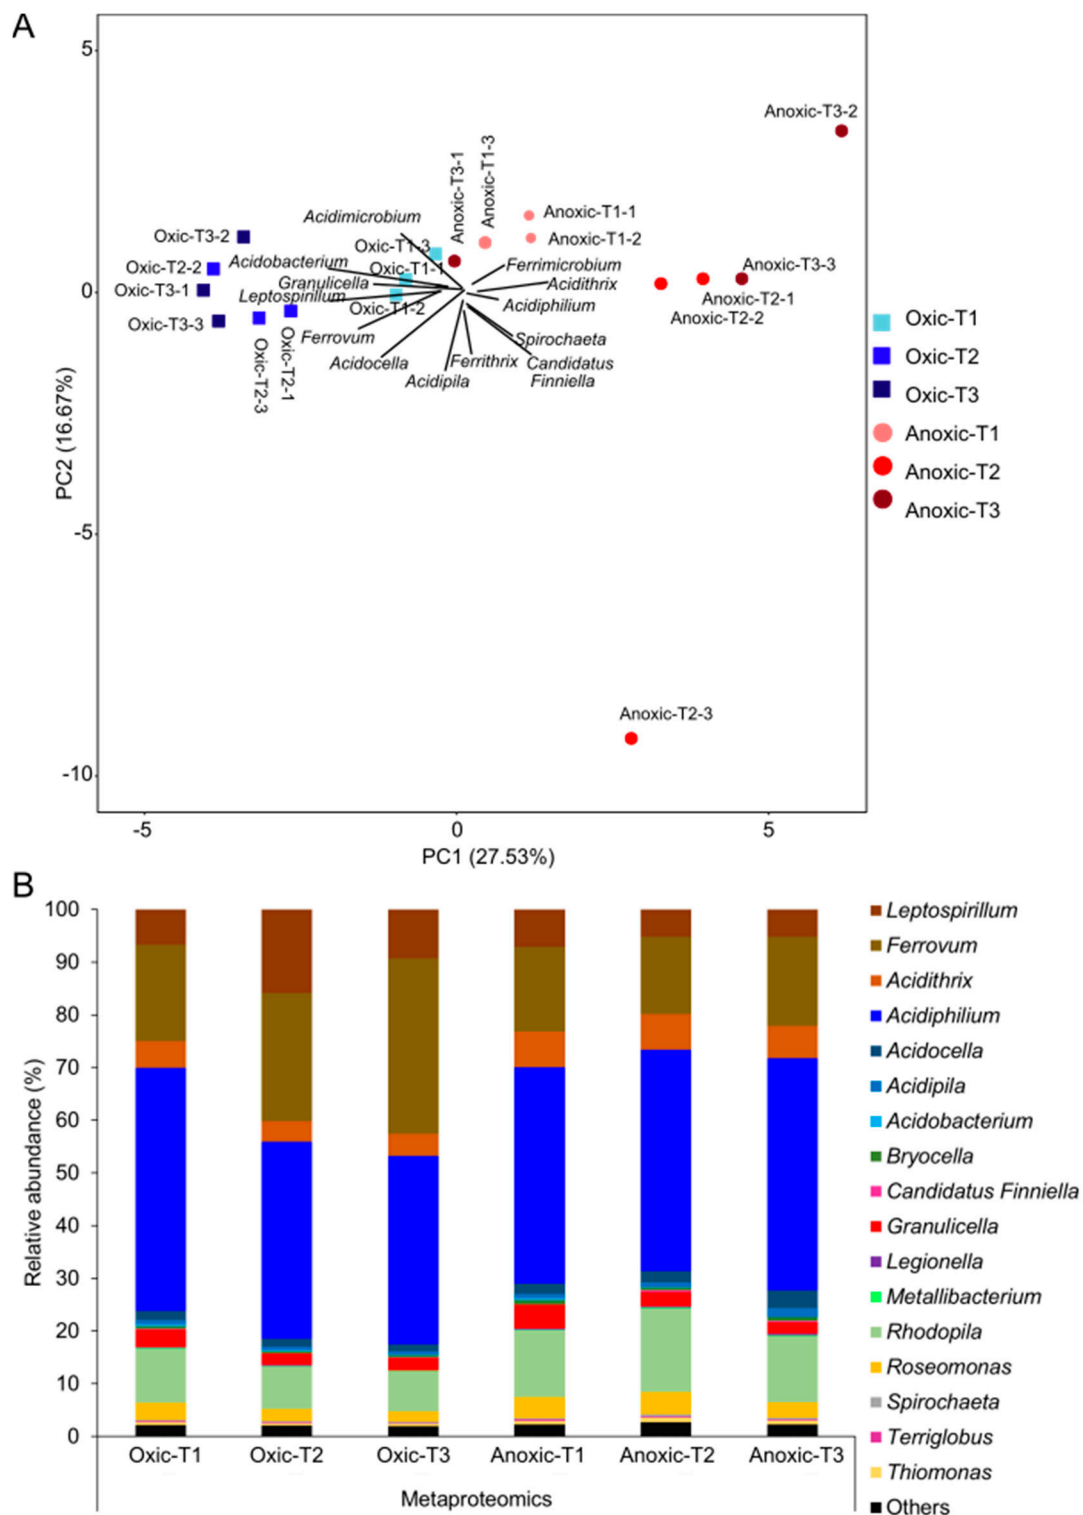 A
5
0
-5
-10
PC2 (16.67%)
Anoxic-T3-2
Anoxic-T3-1
Anoxic-T1-3
Acidimicrobium
Anoxic-T1-1
Oxic-T3-2
Oxic-T1-3
Anoxic-T1-2
Oxic-T2-2
Acidobacterium
Oxic-T1-1
Ferrimicrobium
Anoxic-T3-3
Oxic-T3-1
Granulicella
Acidithrix
Leptospirillum
Oxic-T1-2
Acidiphilium
Anoxic-T2-1
Oxic-T3-3
Anoxic-T2-2
Oxic-T2-3
Oxic-T2-1
Ferrovum
Spirochaeta
Acidocella
Ferrithrix
Candidatus
Finniella
Acidipila
Anoxic-T2-3
Oxic-T1
Oxic-T2
Oxic-T3
Anoxic-T1
Anoxic-T2
Anoxic-T3
-5
0
5
PC1 (27.53%)
B
100
90
80
70
60
50
40
30
20
10
0
Relative abundance (%)
Leptospirillum
Ferrovum
Acidithrix
Acidiphilium
Acidocella
Acidipila
Acidobacterium
Bryocella
Candidatus Finniella
Granulicella
Legionella
Metallibacterium
Rhodopila
Roseomonas
Spirochaeta
Terriglobus
Thiomonas
Others
Oxic-T1
Oxic-T2
Oxic-T3
Anoxic-T1
Anoxic-T2
Anoxic-T3
Metaproteomics